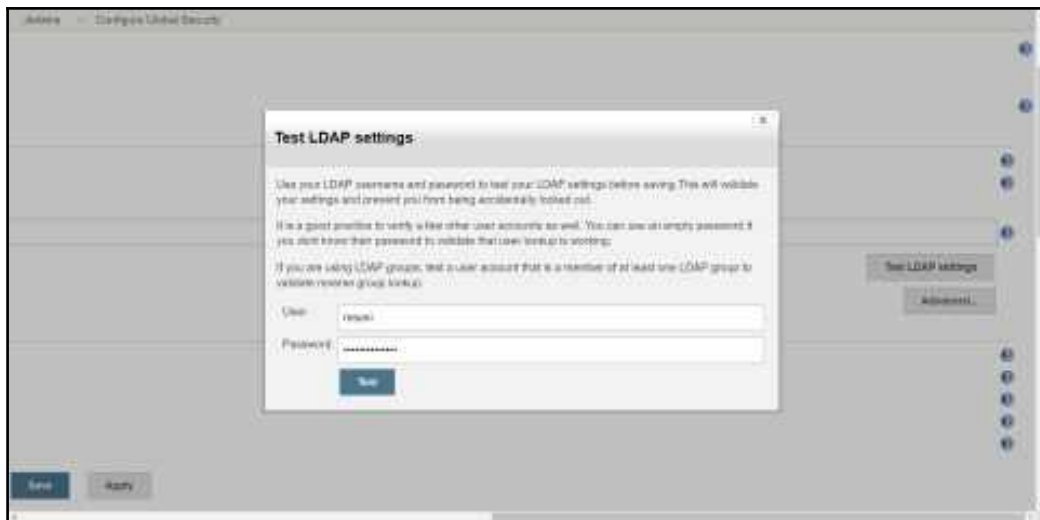 Jenkins Configure Global Security
Test LDAP settings
Use your LDAP username and password to test your LDAP settings before saving. This will validate
your settings and prevent you from being accidentally locked out.
It is a good practice to verify a few other user accounts as well. You can use an empty password if
you don't know their password to validate that user lookup is working.
If you are using LDAP groups, test a user account that is a member of at least one LDAP group to
validate reverse group lookup.
Test LDAP settings
Advanced...
User
Password
Test
Save Apply